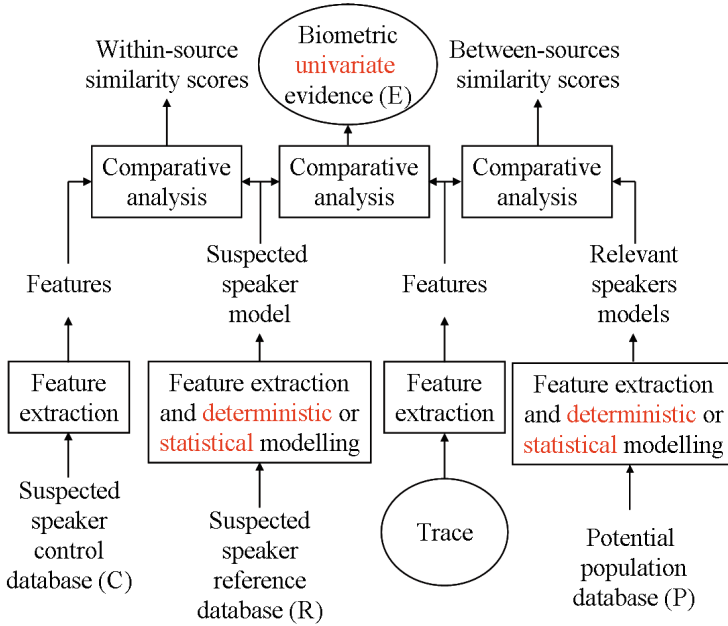 Within-source
similarity scores
Biometric
univariate
evidence (E)
Between-sources
similarity scores
Comparative
analysis
Comparative
analysis
Comparative
analysis
Features
Suspected
speaker
model
Features
Relevant
speakers
models
Feature
extraction
Feature extraction
and deterministic or
statistical modelling
Feature
extraction
Feature extraction
and deterministic or
statistical modelling
Suspected
speaker
control
database (C)
Suspected
speaker
reference
database (R)
Trace
Potential
population
database (P)